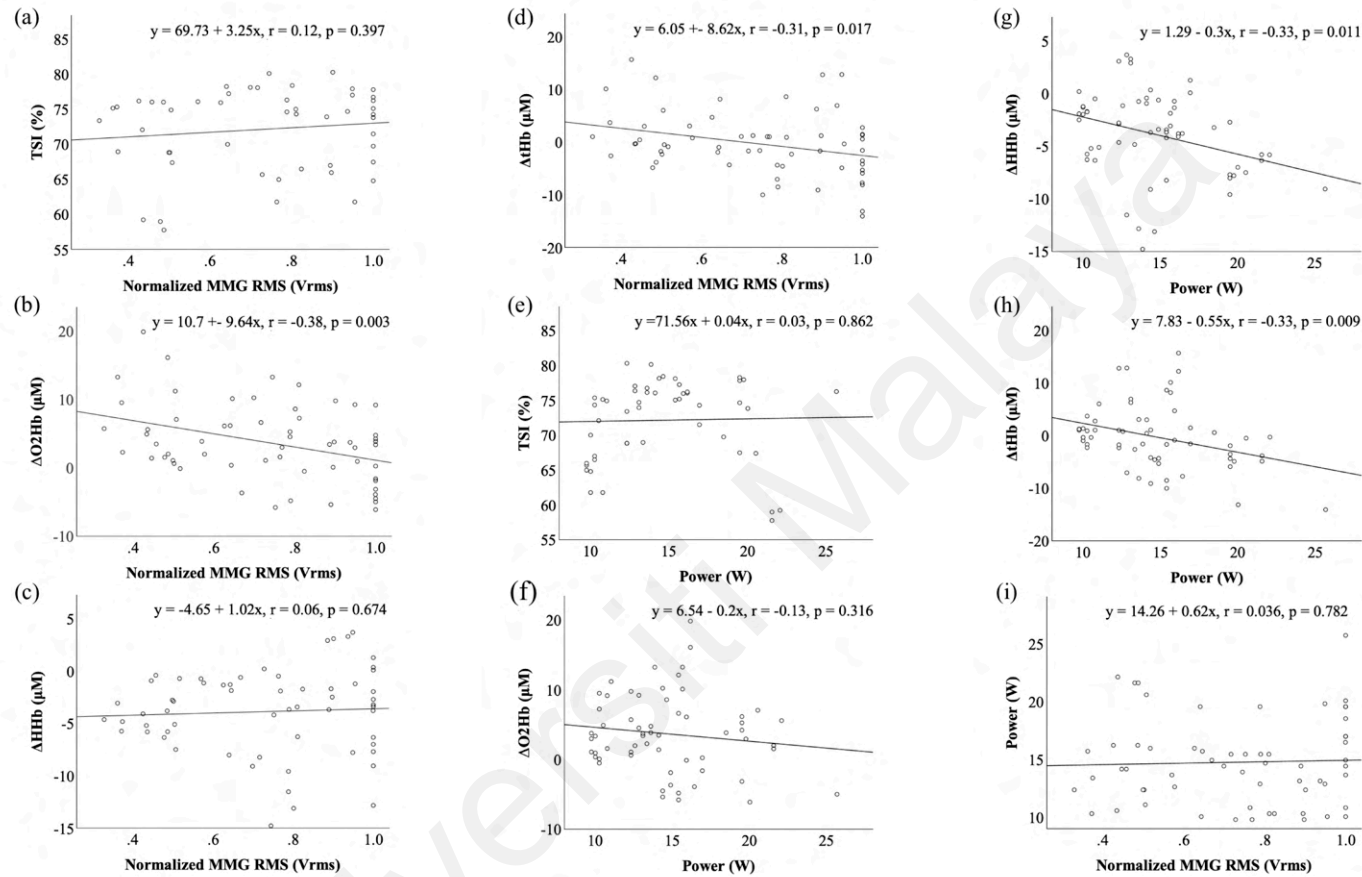 (a)
y = 69.73 + 3.25x, r = 0.12, p = 0.397
85
80
75
70
65
60
55
TSI (%)
.4
.6
.8
1.0
Normalized MMG RMS (Vrms)
(b)
y = 10.7 +- 9.64x, r = -0.38, p = 0.003
20
10
0
-10
ΔO2Hb (µM)
.4
.6
.8
1.0
Normalized MMG RMS (Vrms)
(c)
y = -4.65 + 1.02x, r = 0.06, p = 0.674
5
0
-5
-10
-15
ΔHHb (µM)
.4
.6
.8
1.0
Normalized MMG RMS (Vrms)
(d)
y = 6.05 +- 8.62x, r = -0.31, p = 0.017
20
10
0
-10
-20
ΔtHb (µM)
.4
.6
.8
1.0
Normalized MMG RMS (Vrms)
(e)
y =71.56x + 0.04x, r = 0.03, p = 0.862
85
80
75
70
65
60
55
TSI (%)
10
15
20
25
Power (W)
(f)
y = 6.54 - 0.2x, r = -0.13, p = 0.316
20
10
0
-10
ΔO2Hb (µM)
10
15
20
25
Power (W)
(g)
y = 1.29 - 0.3x, r = -0.33, p = 0.011
5
0
-5
-10
-15
ΔHHb (µM)
10
15
20
25
Power (W)
(h)
y = 7.83 - 0.55x, r = -0.33, p = 0.009
20
10
0
-10
-20
ΔtHb (µM)
10
15
20
25
Power (W)
(i)
y = 14.26 + 0.62x, r = 0.036, p = 0.782
25
20
15
10
Power (W)
.4
.6
.8
1.0
Normalized MMG RMS (Vrms)
versiti Malaya